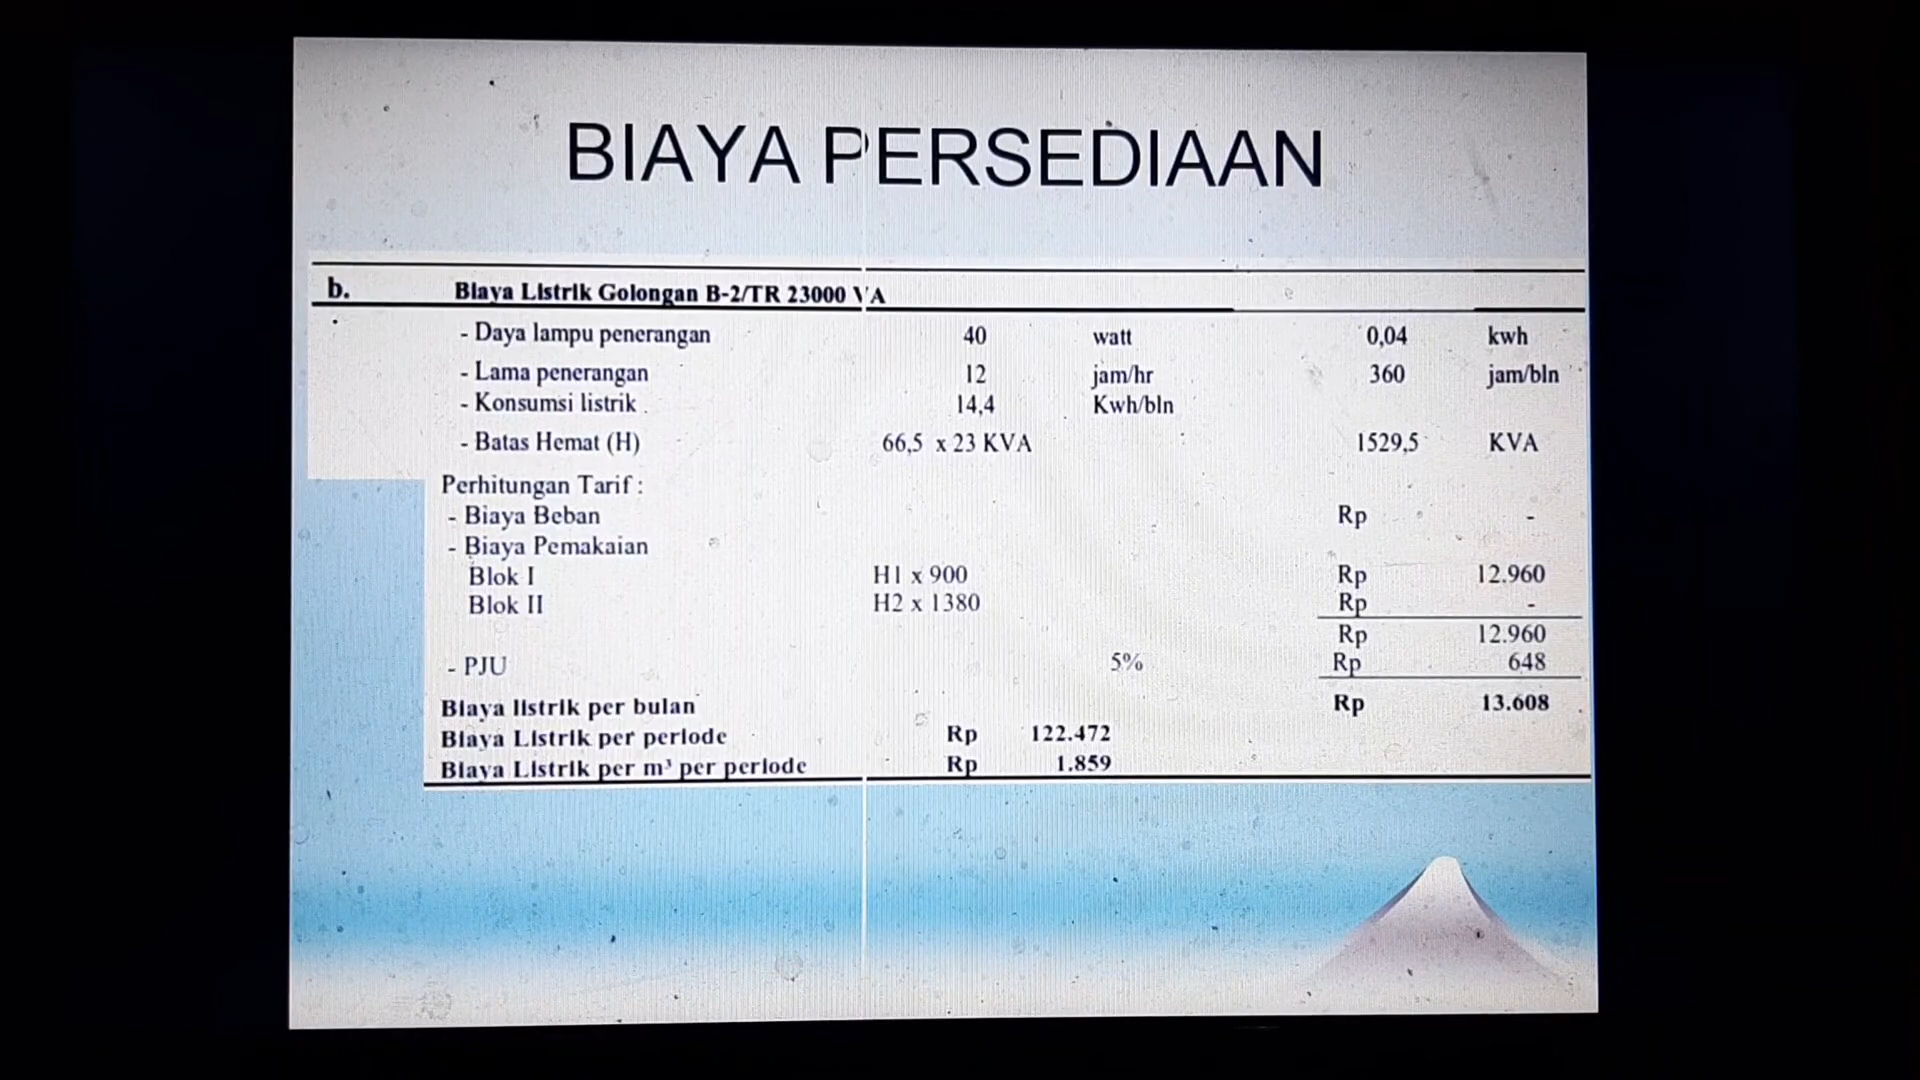 BIAYA PERSEDIAAN
b. Biaya Listrik Golongan B-2/TR 23000 VA
- Daya lampu penerangan 40 watt 0,04 kwh
- Lama penerangan 12 jam/hr 360 jam/bln
- Konsumsi listrik 14,4 Kwh/bln
- Batas Hemat (H) 66,5 x 23 KVA 1529,5 KVA
Perhitungan Tarif :
- Biaya Beban Rp -
- Biaya Pemakaian
Blok I H1 x 900 Rp 12.960
Blok II H2 x 1380 Rp -
Rp 12.960
- PJU 5% Rp 648
Biaya listrik per bulan Rp 13.608
Biaya Listrik per periode Rp 122.472
Biaya Listrik per m³ per periode Rp 1.859